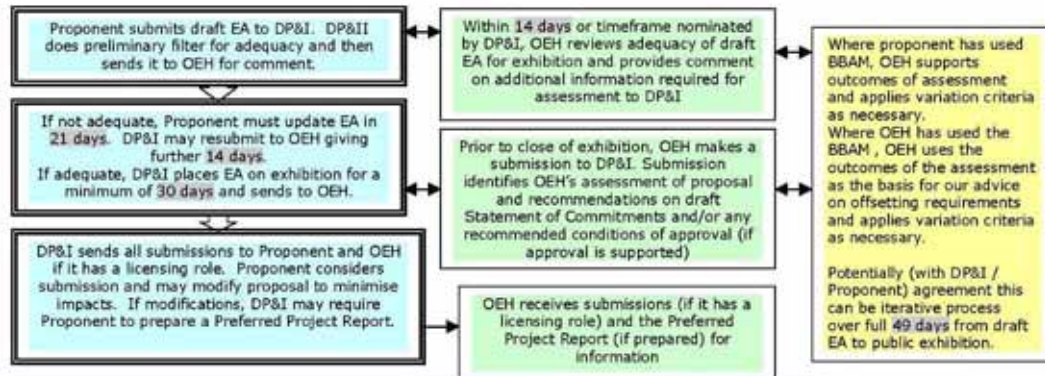 Proponent submits draft EA to DP&I. DP&II
does preliminary filter for adequacy and then
sends it to OEH for comment.
Within 14 days or timeframe nominated
by DP&I, OEH reviews adequacy of draft
EA for exhibition and provides comment
on additional information required for
assessment to DP&I
Where proponent has used
BBAM, OEH supports
outcomes of assessment
and applies variation criteria
as necessary.
Where OEH has used the
BBAM , OEH uses the
outcomes of the assessment
as the basis for our advice
on offsetting requirements
and applies variation criteria
as necessary.
Potentially (with DP&I /
Proponent) agreement this
can be iterative process
over full 49 days from draft
EA to public exhibition.
If not adequate, Proponent must update EA in
21 days. DP&I may resubmit to OEH giving
further 14 days.
If adequate, DP&I places EA on exhibition for a
minimum of 30 days and sends to OEH.
Prior to close of exhibition, OEH makes a
submission to DP&I. Submission
identifies OEH's assessment of proposal
and recommendations on draft
Statement of Commitments and/or any
recommended conditions of approval (if
approval is supported)
DP&I sends all submissions to Proponent and OEH
if it has a licensing role. Proponent considers
submission and may modify proposal to minimise
impacts. If modifications, DP&I may require
Proponent to prepare a Preferred Project Report.
OEH receives submissions (if it has a
licensing role) and the Preferred
Project Report (if prepared) for
information